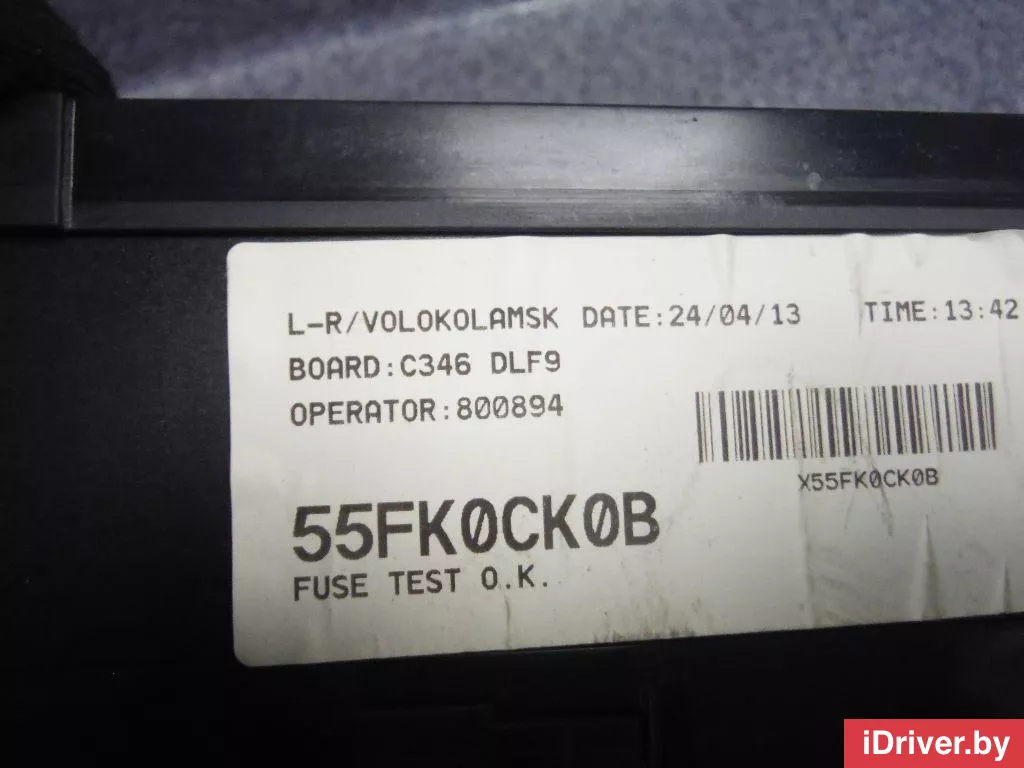 L-R/VOLOKOLAMSK DATE:24/04/13 TIME:13:42
BOARD:C346 DLF9
OPERATOR:800894
X55FK0CK0B
55FK0CK0B
FUSE TEST O.K.
iDriver.by